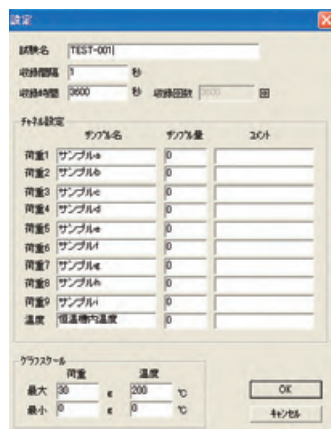 設定
試験名 TEST-001
収録間隔 1 秒
収録時間 3600 秒 収録回数 3600 回
チャネル設定
サンプル名 サンプル量 コメント
荷重1 サンプルa 0
荷重2 サンプルb 0
荷重3 サンプルc 0
荷重4 サンプルd 0
荷重5 サンプルe 0
荷重6 サンプルf 0
荷重7 サンプルg 0
荷重8 サンプルh 0
荷重9 サンプルi 0
温度 恒温槽内温度 0
グラフスケール
荷重 温度
最大 30 g 200 ℃
最小 0 g 0 ℃
OK
キャンセル